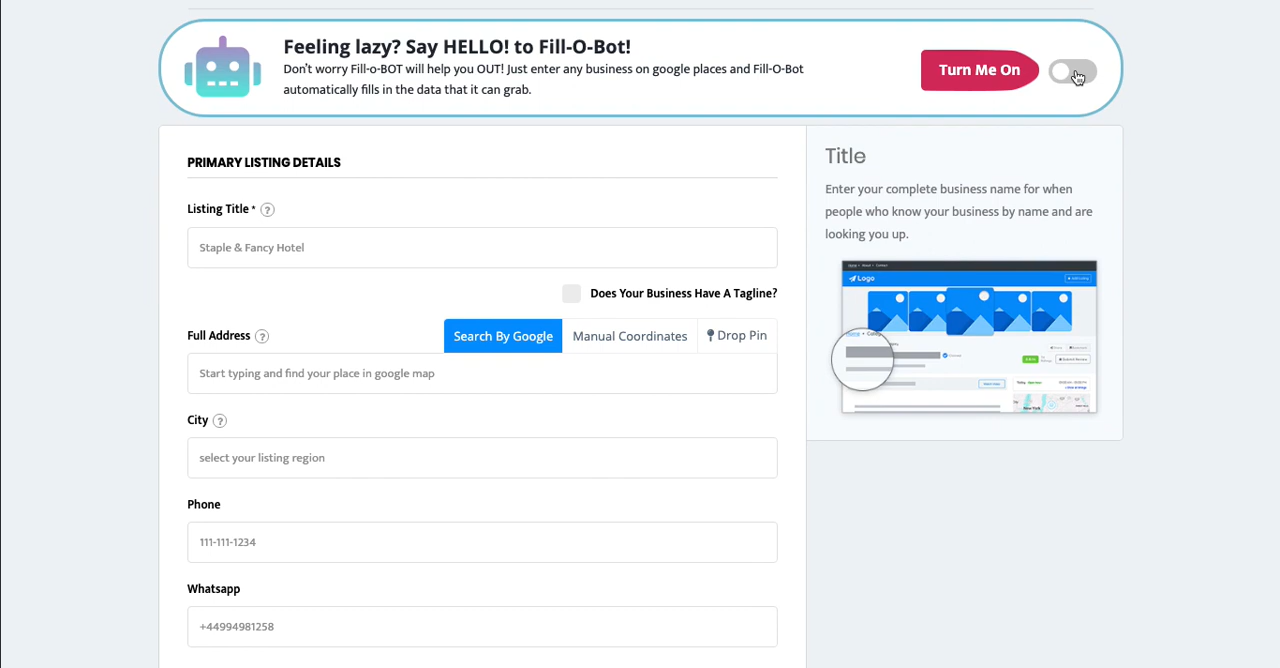 Feeling lazy? Say HELLO! to Fill-O-Bot!
Don't worry Fill-o-BOT will help you OUT! Just enter any business on google places and Fill-O-Bot
automatically fills in the data that it can grab.
Turn Me On
PRIMARY LISTING DETAILS
Listing Title * ?
Staple & Fancy Hotel
Does Your Business Have A Tagline?
Full Address ?
Search By Google
Manual Coordinates
Drop Pin
Start typing and find your place in google map
City ?
select your listing region
Phone
111-111-1234
Whatsapp
+44994981258
Title
Enter your complete business name for when
people who know your business by name and are
looking you up.
Logo